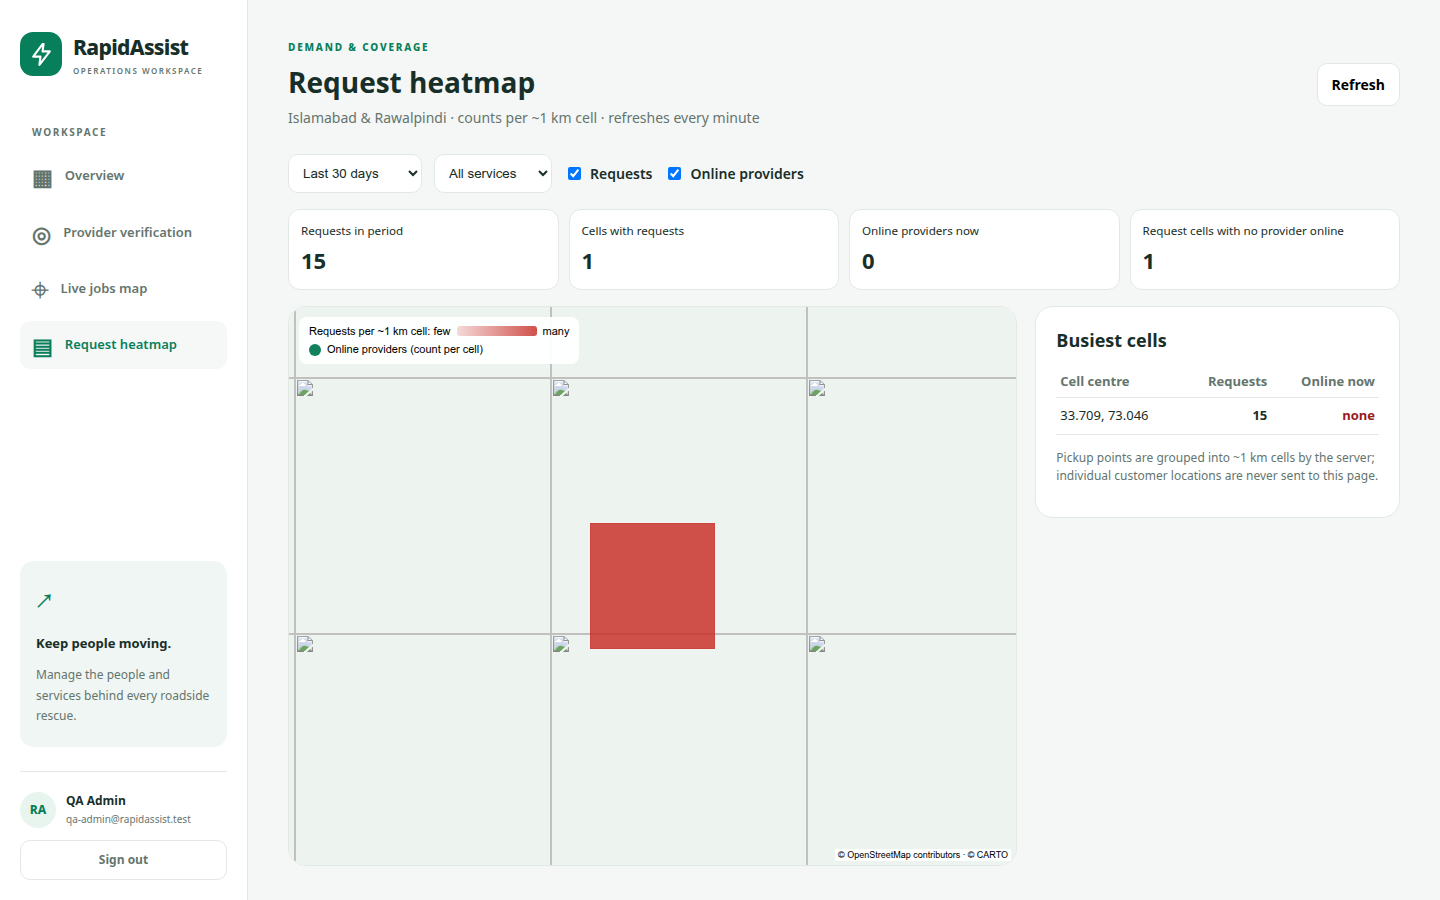 RapidAssist
OPERATIONS WORKSPACE
WORKSPACE
Overview
Provider verification
Live jobs map
Request heatmap
Keep people moving.
Manage the people and
services behind every roadside
rescue.
RA
QA Admin
qa-admin@rapidassist.test
Sign out
DEMAND & COVERAGE
Request heatmap
Islamabad & Rawalpindi · counts per ~1 km cell · refreshes every minute
Refresh
Last 30 days
All services
Requests
Online providers
Requests in period
15
Cells with requests
1
Online providers now
0
Request cells with no provider online
1
Requests per ~1 km cell: few many
Online providers (count per cell)
© OpenStreetMap contributors · © CARTO
Busiest cells
Cell centre Requests Online now
33.709, 73.046 15 none
Pickup points are grouped into ~1 km cells by the server;
individual customer locations are never sent to this page.